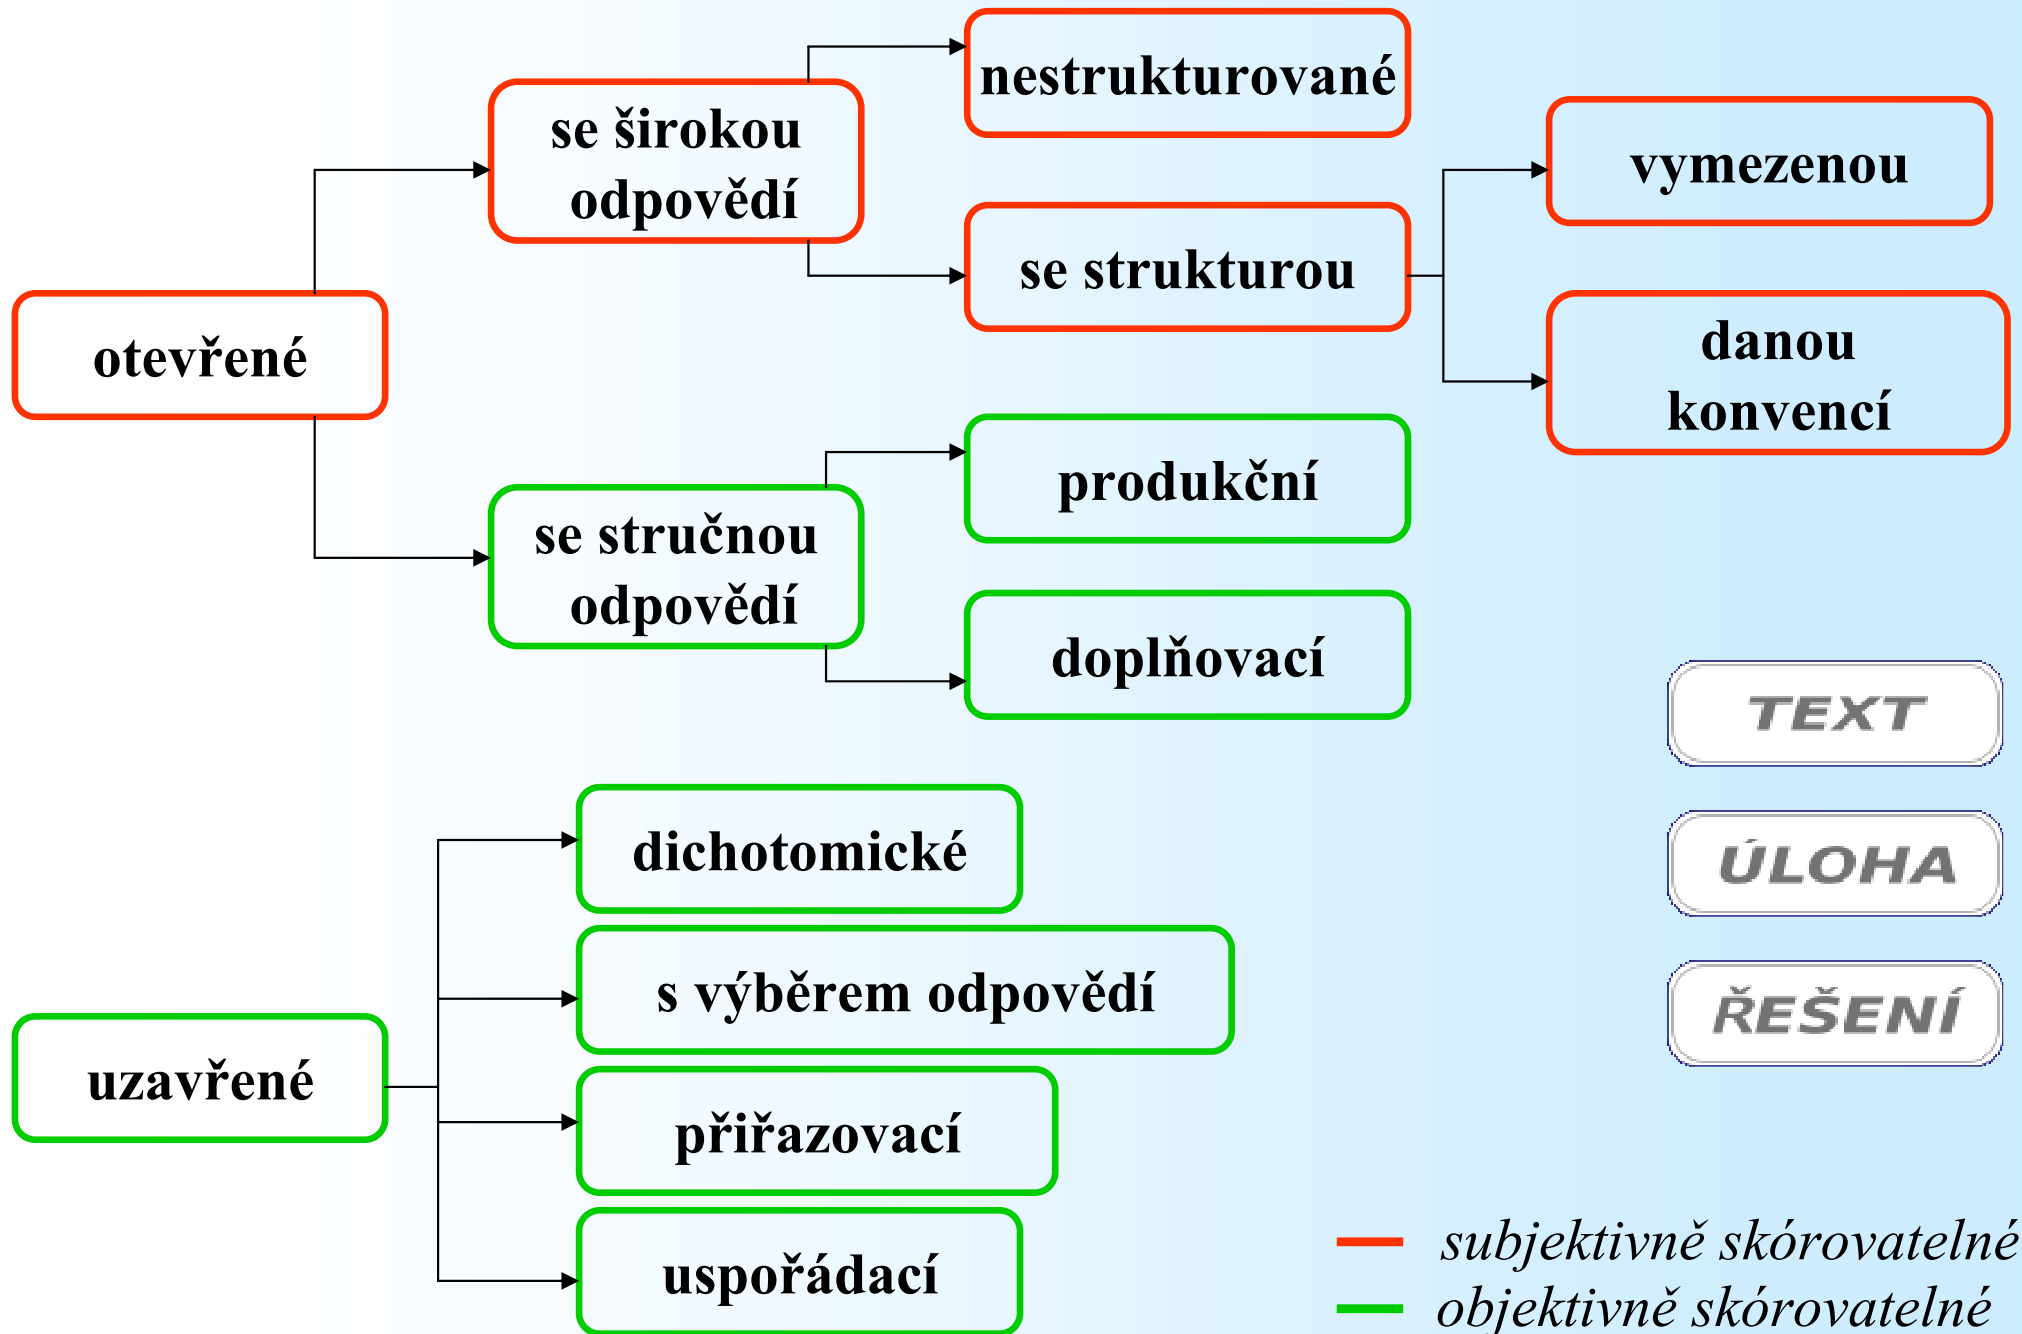 nestrukturované
se širokou
odpovědí
vymezenou
se strukturou
otevřené
danou
konvencí
produkční
se stručnou
odpovědí
doplňovací
TEXT
dichotomické
ÚLOHA
s výběrem odpovědí
ŘEŠENÍ
uzavřené
přiřazovací
uspořádací
subjektivně skórovatelné
objektivně skórovatelné